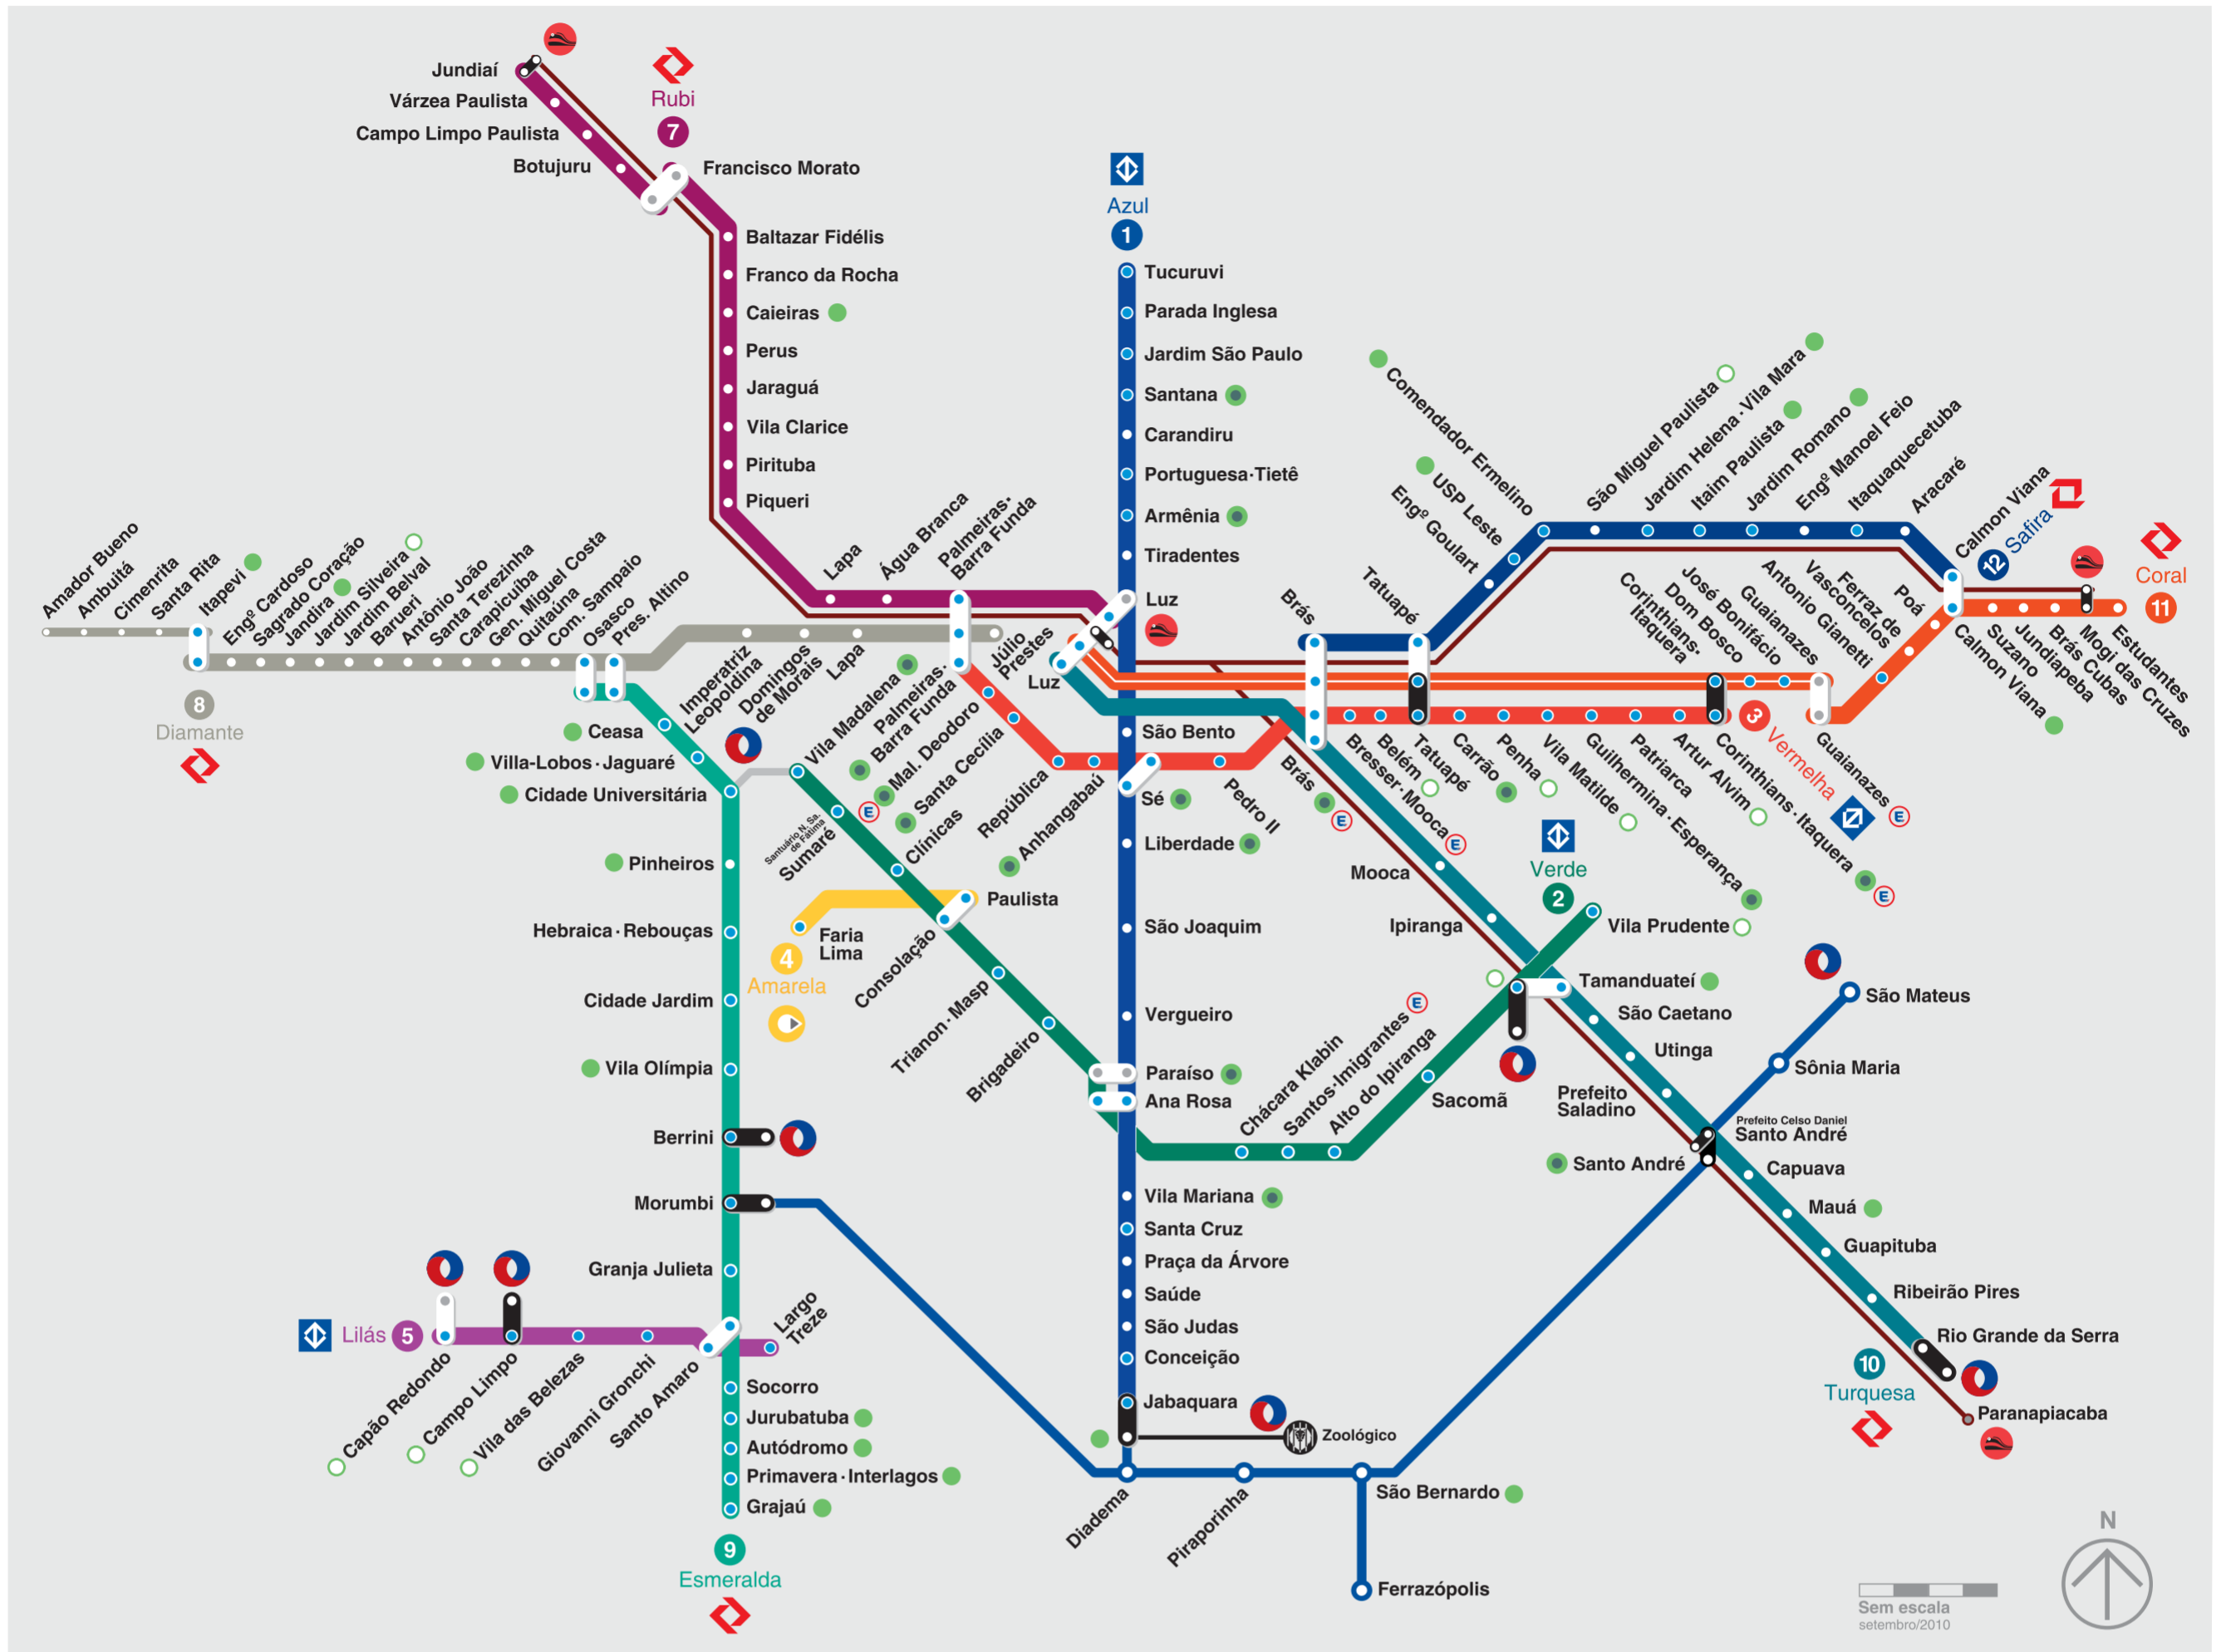 Jundiaí
Várzea Paulista
Campo Limpo Paulista
Botujuru
Rubi
7
Francisco Morato
Baltazar Fidélis
Franco da Rocha
Caieiras
Perus
Jaraguá
Vila Clarice
Pirituba
Piqueri
Lapa
Água Branca
Palmeiras·
Barra Funda
Azul
1
Tucuruvi
Parada Inglesa
Jardim São Paulo
Santana
Carandiru
Portuguesa·Tietê
Armênia
Tiradentes
Luz
Luz
São Bento
Sé
Liberdade
São Joaquim
Vergueiro
Paraíso
Ana Rosa
Vila Mariana
Santa Cruz
Praça da Árvore
Saúde
São Judas
Conceição
Jabaquara
Zoológico
Amador Bueno
Ambuitá
Cimenrita
Santa Rita
Itapevi
Engº Cardoso
Sagrado Coração
Jandira
Jardim Silveira
Jardim Belval
Barueri
Antônio João
Santa Terezinha
Carapicuíba
Gen. Miguel Costa
Quitaúna
Com. Sampaio
Osasco
Pres. Altino
Imperatriz
Leopoldina
Domingos
de Morais
Lapa
Júlio
Prestes
8
Diamante
Ceasa
Villa-Lobos·Jaguaré
Cidade Universitária
Pinheiros
Hebraica·Rebouças
Cidade Jardim
Vila Olímpia
Berrini
Morumbi
Granja Julieta
Socorro
Jurubatuba
Autódromo
Primavera·Interlagos
Grajaú
9
Esmeralda
Lilás
5
Capão Redondo
Campo Limpo
Vila das Belezas
Giovanni Gronchi
Santo Amaro
Largo
Treze
Vila Madalena
Santuário N. Sa.
de Fátima
Sumaré
E
Clínicas
Consolação
Trianon·Masp
Brigadeiro
Chácara Klabin
Santos-Imigrantes
E
Alto do Ipiranga
Sacomã
Tamanduateí
Vila Prudente
Verde
2
Faria
Lima
4
Amarela
Paulista
Palmeiras·
Barra Funda
Mal. Deodoro
Santa Cecília
República
Anhangabaú
Pedro II
Brás
E
Bresser·Mooca
E
Belém
Tatuapé
Carrão
Penha
Vila Matilde
Guilhermina·Esperança
Patriarca
Artur Alvim
Corinthians·Itaquera
E
3
Vermelha
Brás
Tatuapé
Engº Goulart
USP Leste
Comendador Ermelino
São Miguel Paulista
Jardim Helena·Vila Mara
Itaim Paulista
Jardim Romano
Engº Manoel Feio
Itaquaquecetuba
Aracaré
Calmon Viana
12
Safira
Corinthians·
Itaquera
Dom Bosco
José Bonifácio
Guaianazes
Guaianazes
E
Antonio Gianetti
Ferraz de
Vasconcelos
Poá
Calmon Viana
Suzano
Jundiapeba
Brás Cubas
Mogi das Cruzes
Estudantes
Coral
11
Mooca
Ipiranga
São Caetano
Utinga
Prefeito
Saladino
Prefeito Celso Daniel
Santo André
Santo André
Capuava
Mauá
Guapituba
Ribeirão Pires
Rio Grande da Serra
Paranapiacaba
10
Turquesa
São Mateus
Sônia Maria
Diadema
Piraporinha
São Bernardo
Ferrazópolis
N
Sem escala
setembro/2010